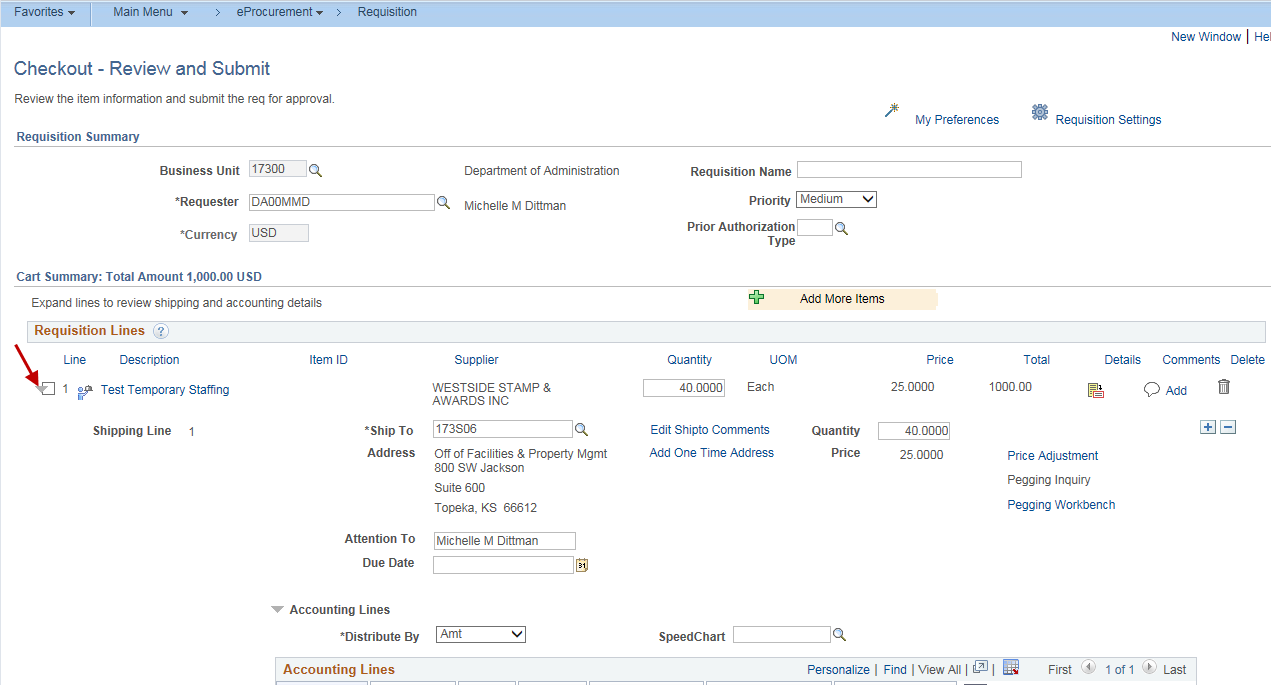 Favorites Main Menu > eProcurement > Requisition
New Window | Hel
Checkout - Review and Submit
Review the item information and submit the req for approval.
My Preferences Requisition Settings
Requisition Summary
Business Unit 17300 Department of Administration Requisition Name
*Requester DA00MMD Michelle M Dittman Priority Medium
*Currency USD Prior Authorization
Type
Cart Summary: Total Amount 1,000.00 USD
Expand lines to review shipping and accounting details Add More Items
Requisition Lines ?
Line Description Item ID Supplier Quantity UOM Price Total Details Comments Delete
1 Test Temporary Staffing WESTSIDE STAMP & 40.0000 Each 25.0000 1000.00 Add
AWARDS INC
Shipping Line 1 *Ship To 173S06 Edit Shipto Comments Quantity 40.0000
Address Off of Facilities & Property Mgmt Add One Time Address Price 25.0000 Price Adjustment
800 SW Jackson
Suite 600 Pegging Inquiry
Topeka, KS 66612 Pegging Workbench
Attention To Michelle M Dittman
Due Date 31
Accounting Lines
*Distribute By Amt SpeedChart
Accounting Lines Personalize | Find | View All | | First 1 of 1 Last